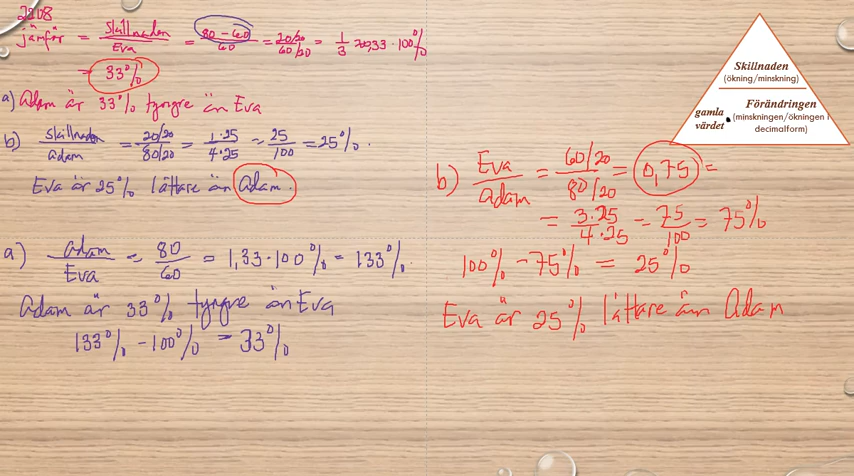 2208
jämför = Skillnaden/Eva = 80-60/60 = 20/20/60/20 = 1/3 ≈ 0,33·100%
= 33%
a) Adam är 33% tyngre än Eva
b) skillnaden/adam = 20/20/80/20 = 1·25/4·25 = 25/100 = 25%.
Eva är 25% lättare än Adam.
a) adam/Eva = 80/60 = 1,33·100% = 133%.
Adam är 33% tyngre än Eva
133% - 100% = 33%
Skillnaden
(ökning/minskning)
gamla värdet
Förändringen
(minskningen/ökningen i
decimalform)
b) Eva/Adam = 60/20/80/20 = 0,75 =
= 3·25/4·25 = 75/100 = 75%
100% - 75% = 25%
Eva är 25% lättare än Adam